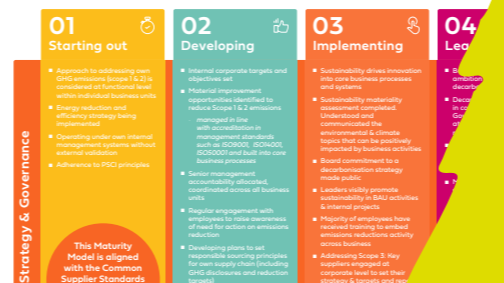 01
Starting out
Approach to addressing own
GHG emissions (scope 1 & 2) is
considered at functional level
within individual business units
Energy reduction and
efficiency strategy being
implemented
Operating under own internal
management systems without
external validation
Adherence to PSCI principles
This Maturity
Model is aligned
with the Common
Supplier Standards
02
Developing
Internal corporate targets and
objectives set
Material improvement
opportunities identified to
reduce Scope 1 & 2 emissions
managed in line
with accreditation in
management standards
such as ISO9001, ISO14001,
ISO50001 and built into core
business processes
Senior management
accountability allocated,
coordinated across all business
units
Regular engagement with
employees to raise awareness
of need for action on emissions
reduction
Developing plans to set
responsible sourcing principles
for own supply chain (including
GHG disclosures and reduction
targets)
03
Implementing
Sustainability drives innovation
into core business processes
and systems
Sustainability materiality
assessment completed.
Understood and
communicated the
environmental & climate
topics that can be positively
impacted by business activities
Board commitment to a
decarbonisation strategy
made public
Leaders visibly promote
sustainability in BAU activities
& internal projects
Majority of employees have
received training to embed
emissions reductions activity
across business
Addressing Scope 3: Key
suppliers engaged at
corporate level to set their
strategy & targets and
04
Strategy & Governance